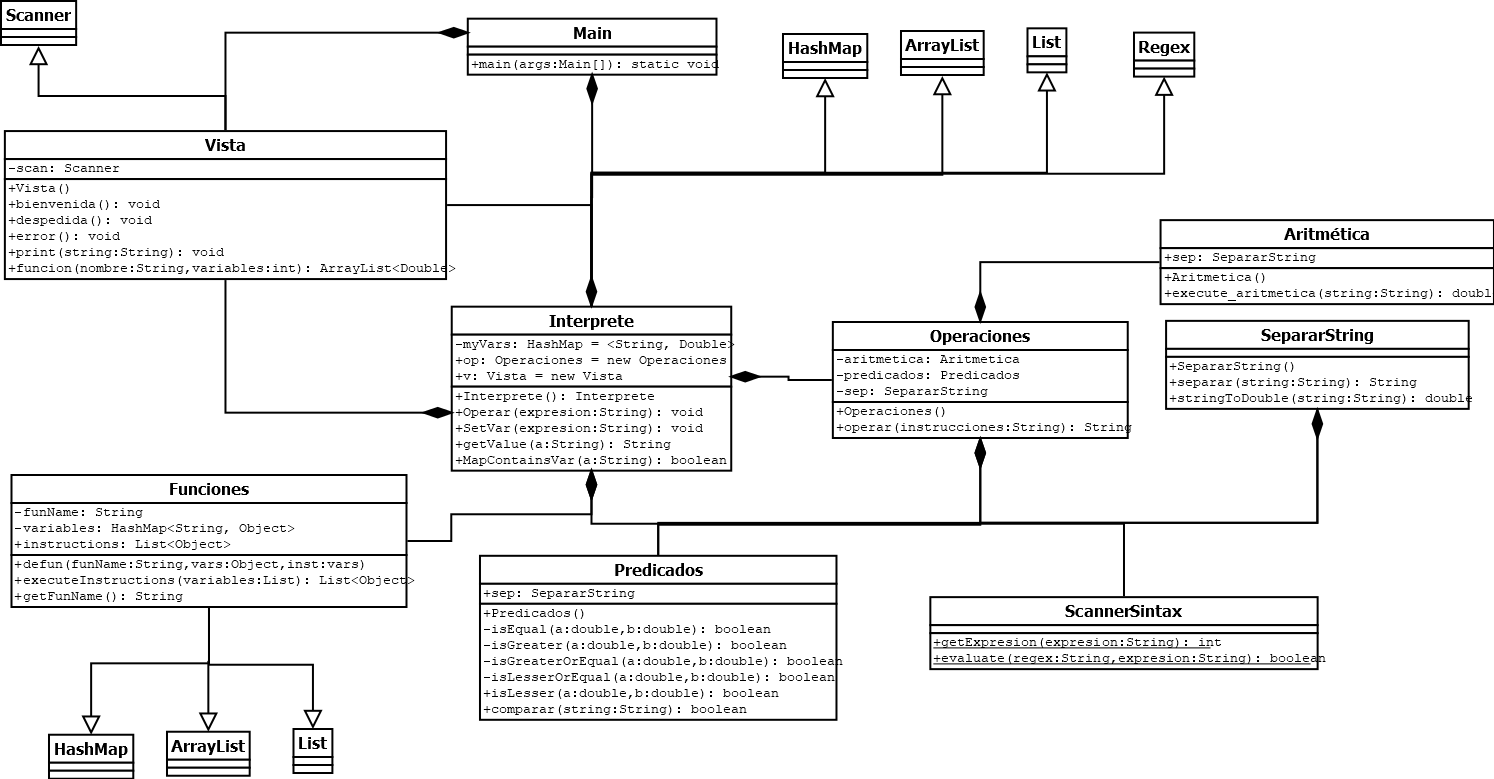 Scanner
Main
+main(args:Main[]): static void
HashMap
ArrayList
List
Regex
Vista
-scan: Scanner
+Vista()
+bienvenida(): void
+despedida(): void
+error(): void
+print(string:String): void
+funcion(nombre:String,variables:int): ArrayList<Double>
Aritmética
+sep: SepararString
+Aritmetica()
+execute_aritmetica(string:String): doubl
Interprete
-myVars: HashMap = <String, Double>
+op: Operaciones = new Operaciones
+v: Vista = new Vista
+Interprete(): Interprete
+Operar(expresion:String): void
+SetVar(expresion:String): void
+getValue(a:String): String
+MapContainsVar(a:String): boolean
Operaciones
-aritmetica: Aritmetica
-predicados: Predicados
-sep: SepararString
+Operaciones()
+operar(instrucciones:String): String
SepararString
+SepararString()
+separar(string:String): String
+stringToDouble(string:String): double
Funciones
-funName: String
-variables: HashMap<String, Object>
+instructions: List<Object>
+defun(funName:String,vars:Object,inst:vars)
+executeInstructions(variables:List): List<Object>
+getFunName(): String
Predicados
+sep: SepararString
+Predicados()
-isEqual(a:double,b:double): boolean
-isGreater(a:double,b:double): boolean
-isGreaterOrEqual(a:double,b:double): boolean
-isLesserOrEqual(a:double,b:double): boolean
+isLesser(a:double,b:double): boolean
+comparar(string:String): boolean
ScannerSintax
+getExpresion(expresion:String): int
+evaluate(regex:String,expresion:String): boolean
HashMap
ArrayList
List